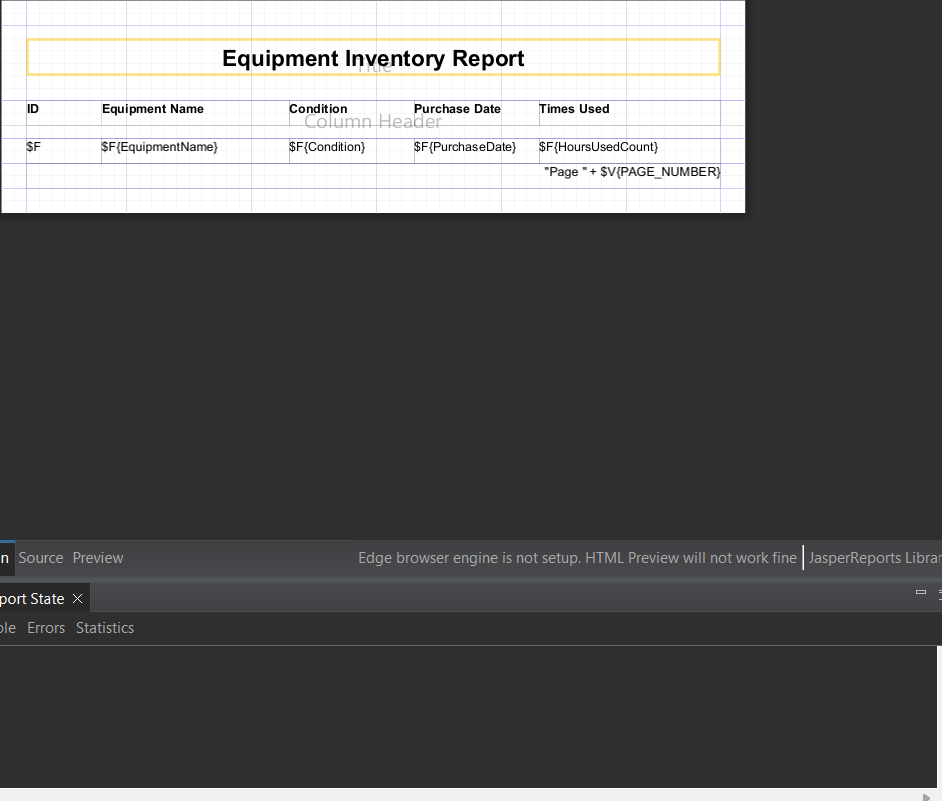 Equipment Inventory Report
Title
ID Equipment Name Condition Purchase Date Times Used
Column Header
$F $F{EquipmentName} $F{Condition} $F{PurchaseDate} $F{HoursUsedCount}
"Page " + $V{PAGE_NUMBER}
n Source Preview Edge browser engine is not setup. HTML Preview will not work fine JasperReports Librar
port State
ole Errors Statistics